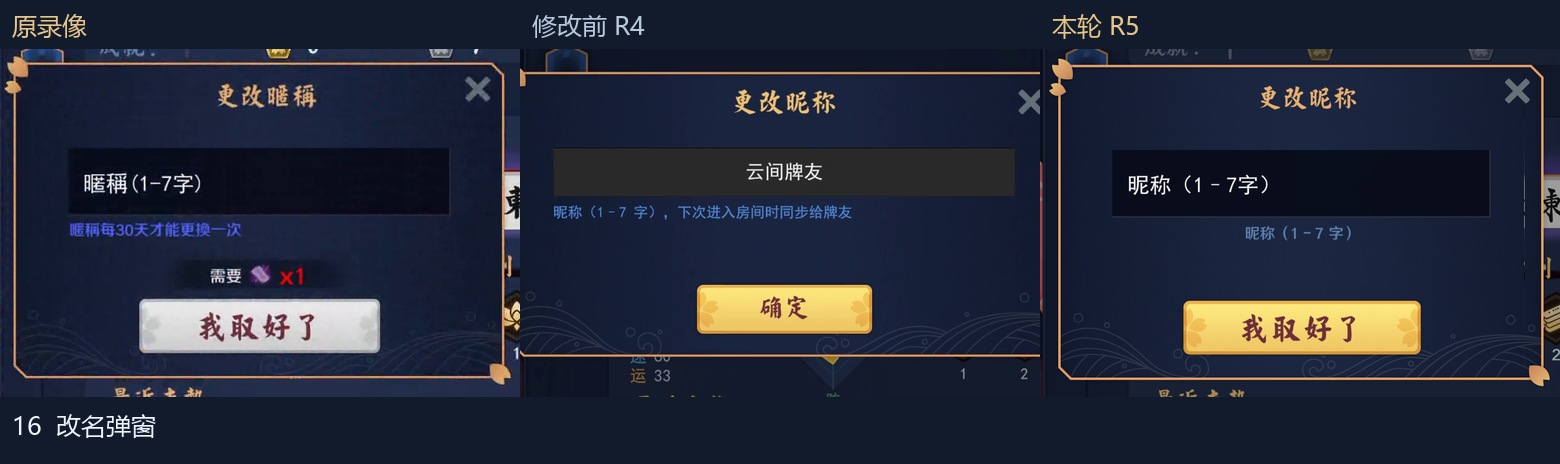 原录像
修改前 R4
本轮 R5
更改暱稱
暱稱(1-7字)
暱稱每30天才能更換一次
需要 x1
我取好了
更改昵称
云间牌友
昵称（1-7 字），下次进入房间时同步给牌友
确定
运 33
1
2
更改昵称
昵称（1-7字）
昵称（1-7 字）
我取好了
16 改名弹窗